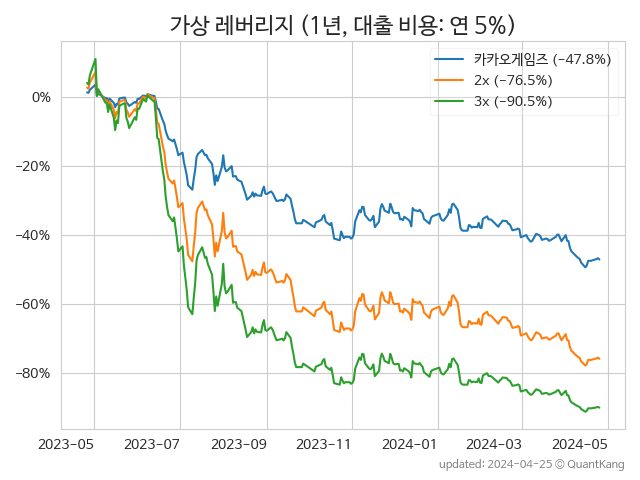 가상 레버리지 (1년, 대출 비용: 연 5%)
카카오게임즈 (−47.8%)
2x (−76.5%)
3x (−90.5%)
0%
−20%
−40%
−60%
−80%
2023-05 2023-07 2023-09 2023-11 2024-01 2024-03 2024-05
updated: 2024-04-25 © QuantKang